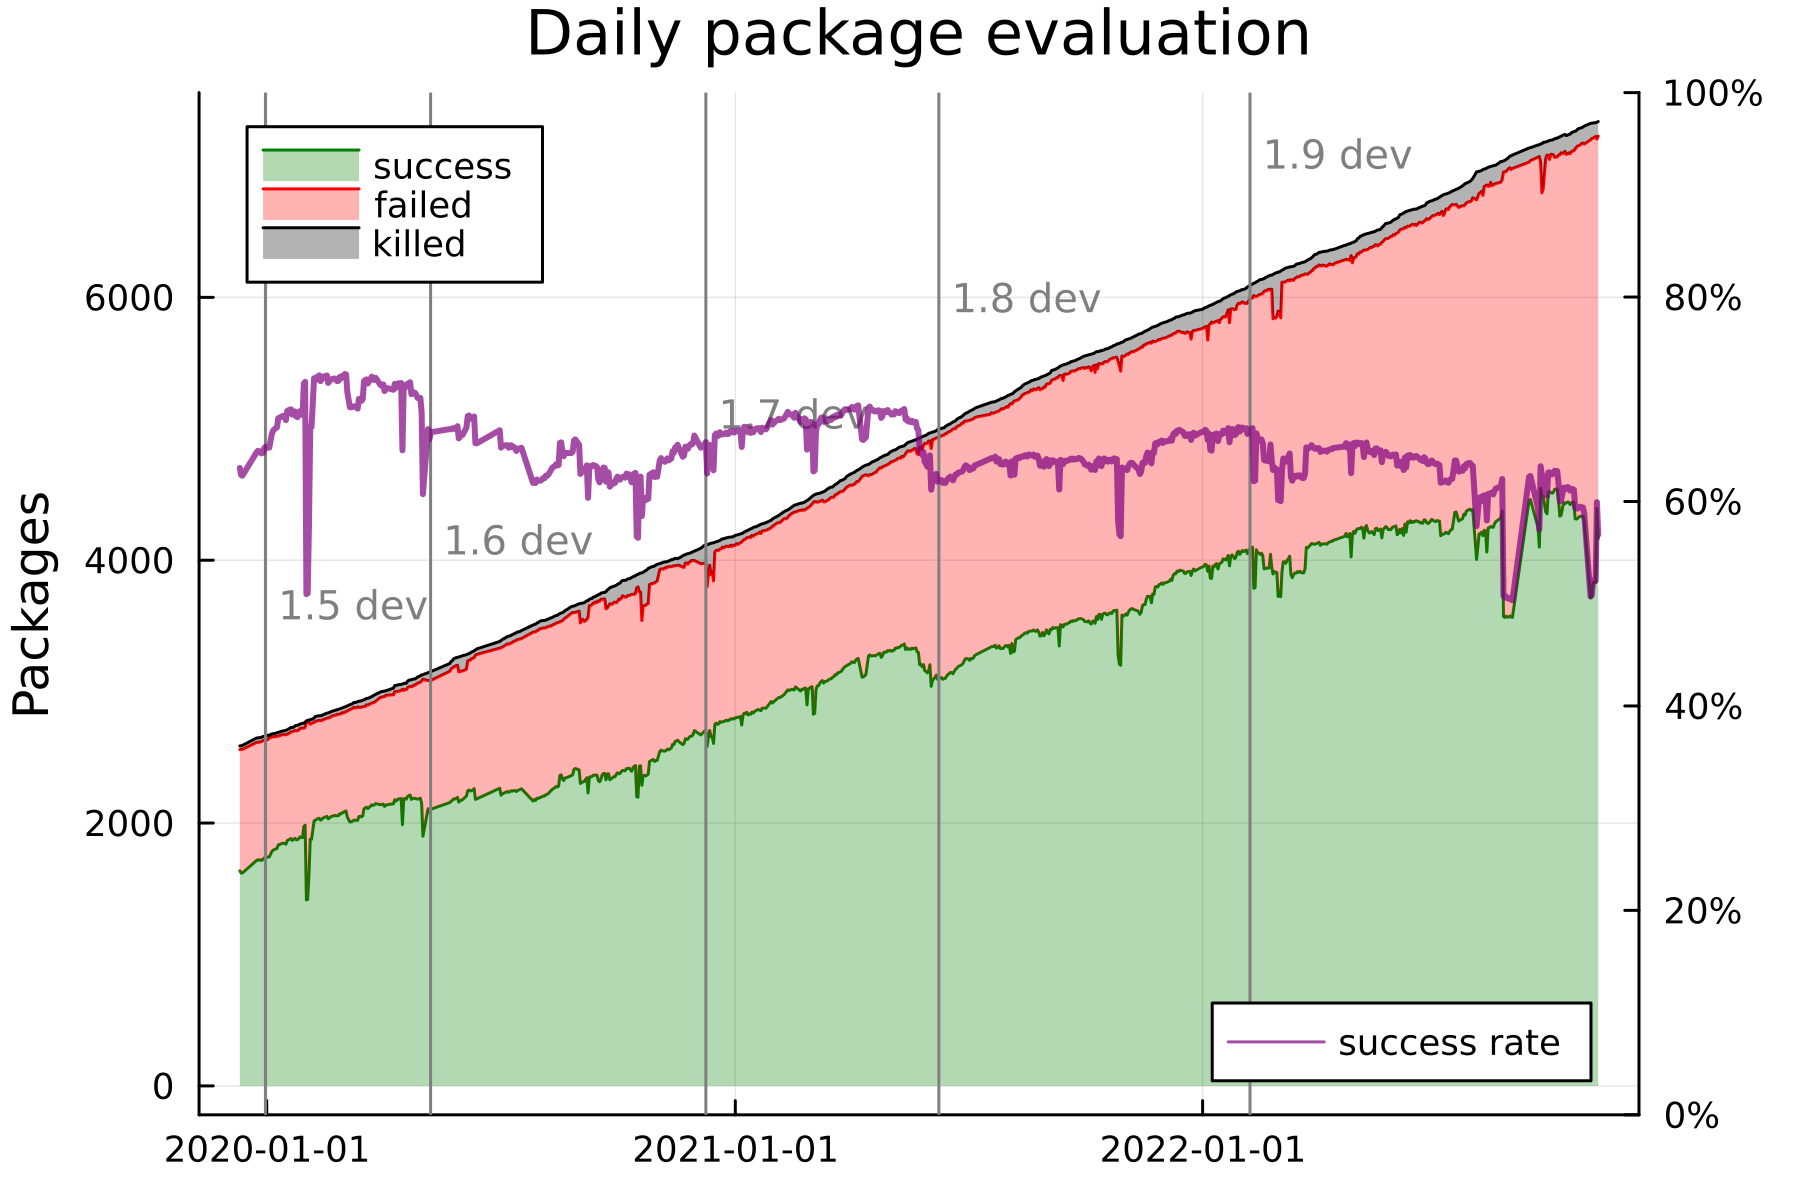 Daily package evaluation
100%
1.9 dev
success
failed
killed
6000
1.8 dev
80%
1.7 dev
1.6 dev
60%
4000
1.5 dev
Packages
40%
2000
20%
success rate
0
0%
2020-01-01
2021-01-01
2022-01-01